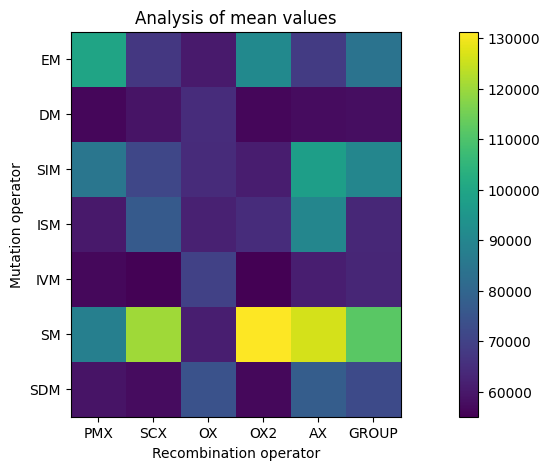 Analysis of mean values
Mutation operator
EM
DM
SIM
ISM
IVM
SM
SDM
PMX SCX OX OX2 AX GROUP
Recombination operator
130000
120000
110000
100000
90000
80000
70000
60000